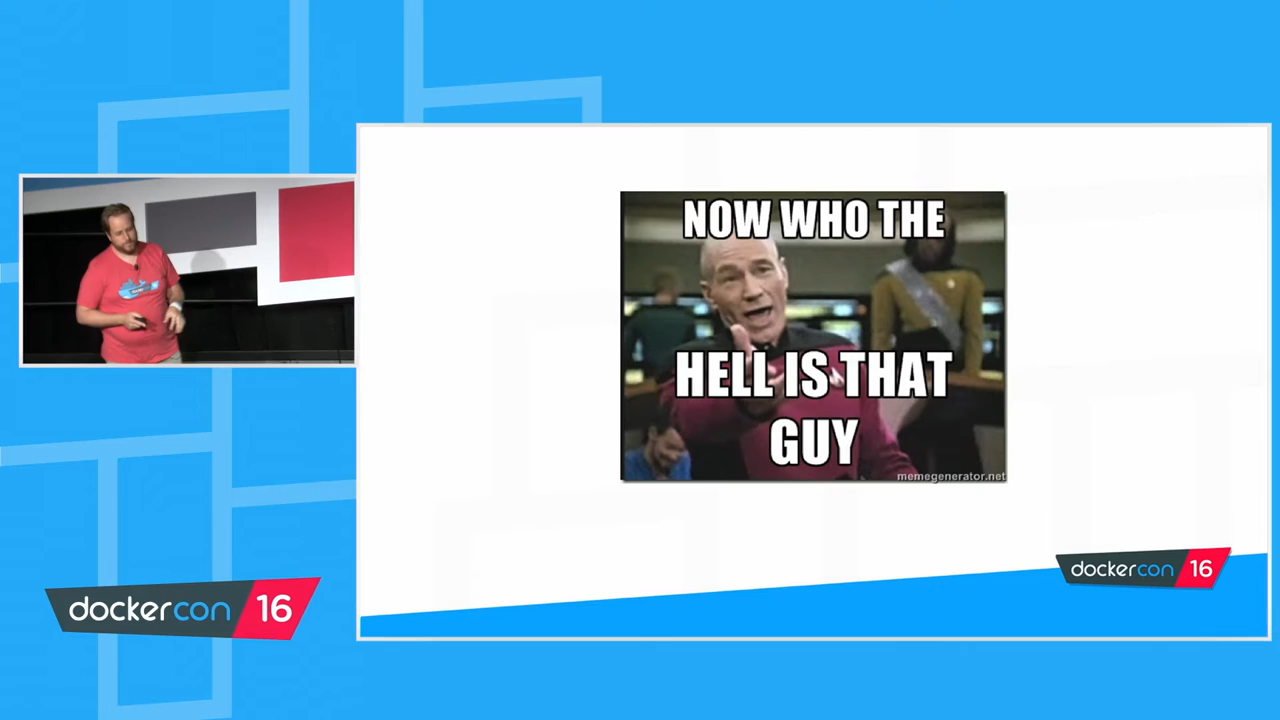 NOW WHO THE
HELL IS THAT
GUY
memegenerator.net
dockercon 16
dockercon 16